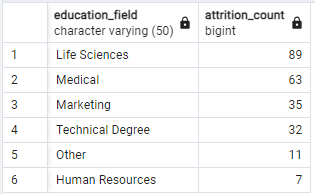 education_field attrition_count
character varying (50) bigint
1 Life Sciences 89
2 Medical 63
3 Marketing 35
4 Technical Degree 32
5 Other 11
6 Human Resources 7